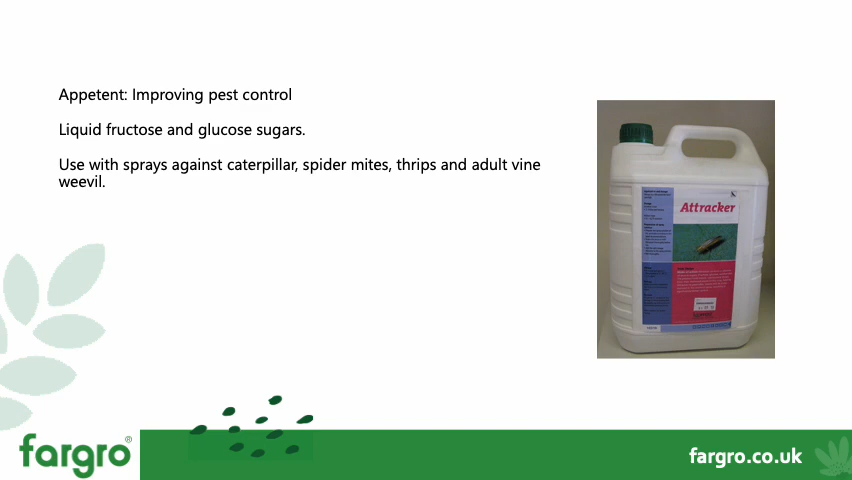 Appetent: Improving pest control
Liquid fructose and glucose sugars.
Use with sprays against caterpillar, spider mites, thrips and adult vine
weevil.
Attracker
fargro®
fargro.co.uk